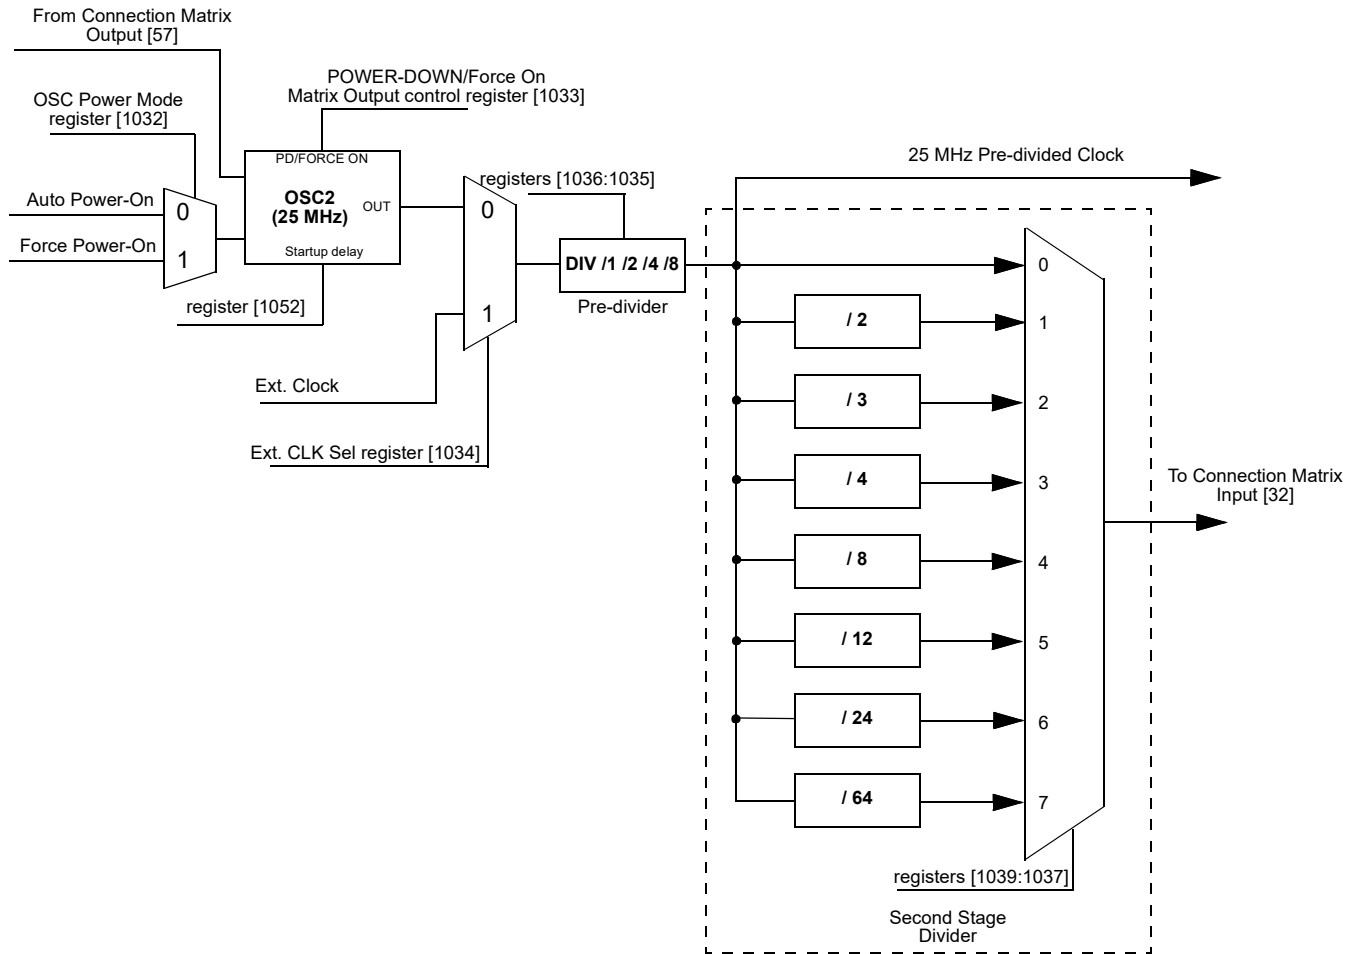 From Connection Matrix
Output [57]
POWER-DOWN/Force On
Matrix Output control register [1033]
OSC Power Mode
register [1032]
PD/FORCE ON
OSC2
(25 MHz)
OUT
Startup delay
Auto Power-On
0
Force Power-On
1
register [1052]
0
1
Ext. Clock
Ext. CLK Sel register [1034]
registers [1036:1035]
DIV /1 /2 /4 /8
Pre-divider
25 MHz Pre-divided Clock
0
/ 2
1
/ 3
2
/ 4
3
/ 8
4
/ 12
5
/ 24
6
/ 64
7
To Connection Matrix
Input [32]
registers [1039:1037]
Second Stage
Divider